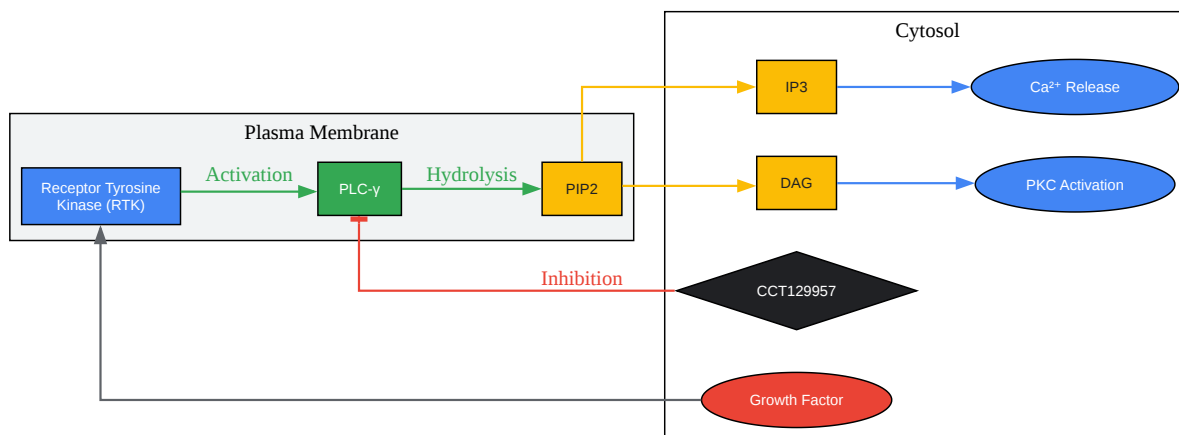 Cytosol
IP3
Ca²⁺ Release
Plasma Membrane
Activation
Hydrolysis
Receptor Tyrosine
Kinase (RTK)
PLC-γ
PIP2
DAG
PKC Activation
Inhibition
CCT129957
Growth Factor